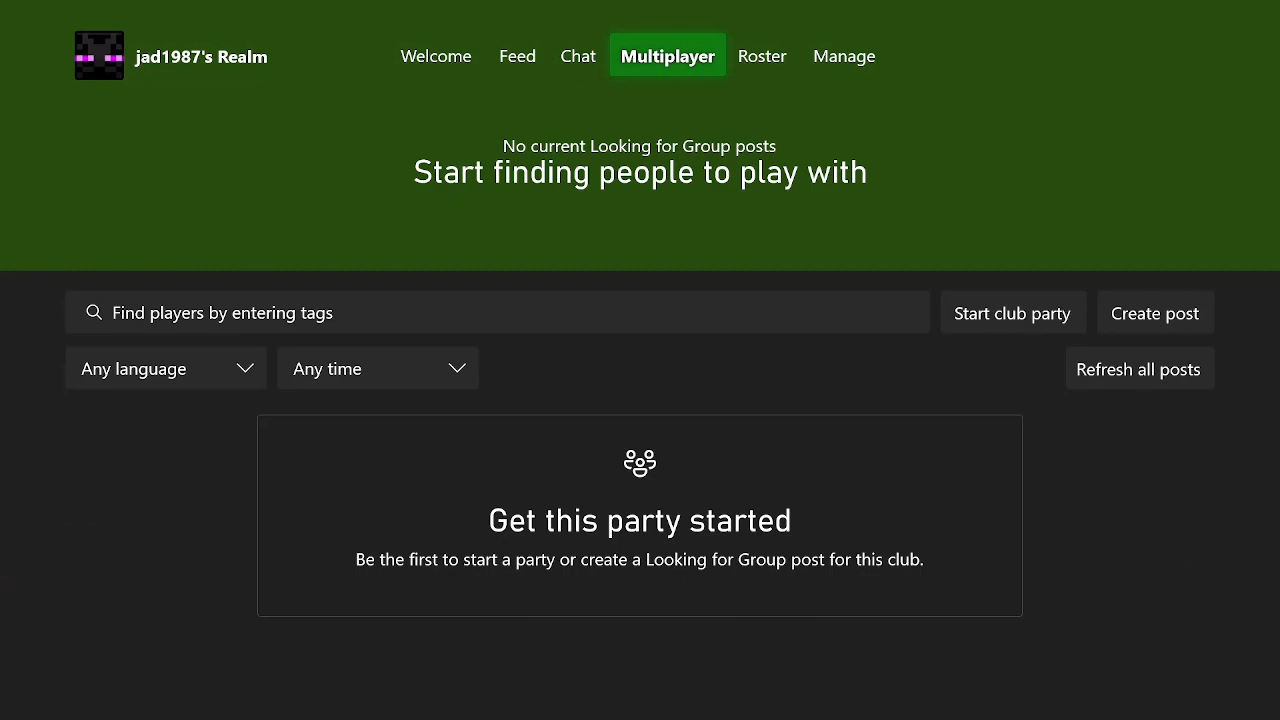 jad1987's Realm
Welcome
Feed
Chat
Multiplayer
Roster
Manage
No current Looking for Group posts
Start finding people to play with
Find players by entering tags
Start club party
Create post
Any language
Any time
Refresh all posts
Get this party started
Be the first to start a party or create a Looking for Group post for this club.